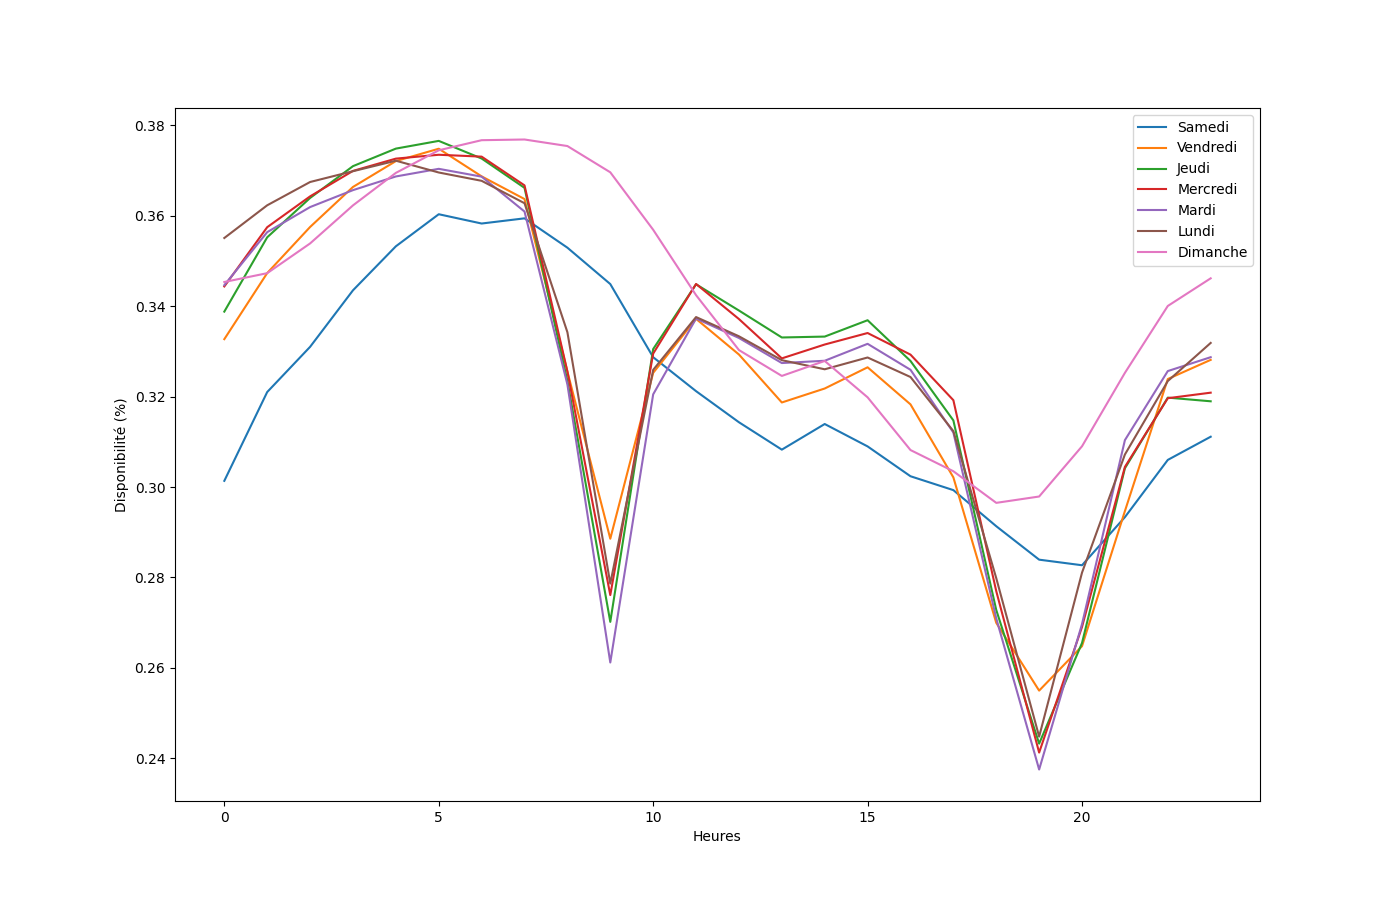 Samedi
Vendredi
Jeudi
Mercredi
Mardi
Lundi
Dimanche
0.38
0.36
0.34
0.32
0.30
0.28
0.26
0.24
Disponibilité (%)
0 5 10 15 20
Heures